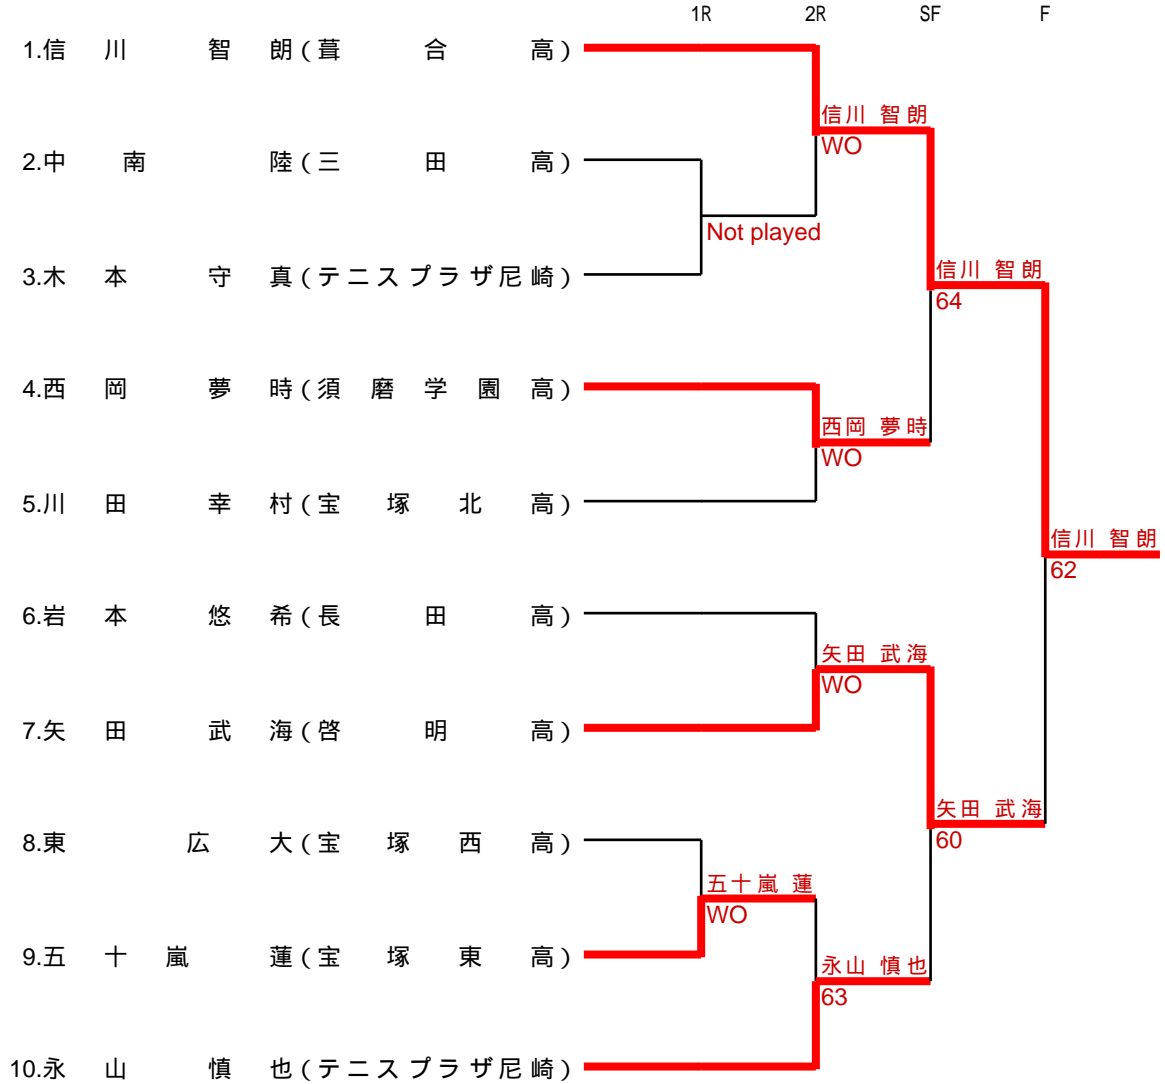 1R 2R SF F
1.信川 智朗(葺合高)
信川 智朗
WO
2.中南 陸(三田高)
Not played
3.木本 守真(テニスプラザ尼崎)
信川 智朗
64
4.西岡 夢時(須磨学園高)
西岡 夢時
WO
5.川田 幸村(宝塚北高)
信川 智朗
62
6.岩本 悠希(長田高)
矢田 武海
WO
7.矢田 武海(啓明高)
矢田 武海
60
8.東 広大(宝塚西高)
五十嵐 蓮
WO
9.五十嵐 蓮(宝塚東高)
永山 慎也
63
10.永山 慎也(テニスプラザ尼崎)